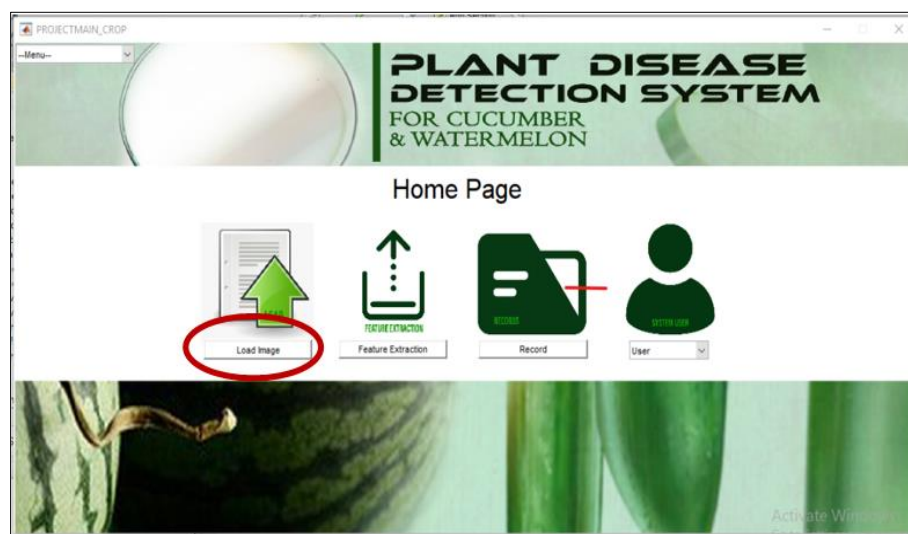 PROJECTMAIN_CROP
--Menu--
PLANT DISEASE
DETECTION SYSTEM
FOR CUCUMBER
& WATERMELON
Home Page
LOAD
FEATURE EXTRACTION
RECORDS
SYSTEM USER
Load Image
Feature Extraction
Record
User
Activate Windows